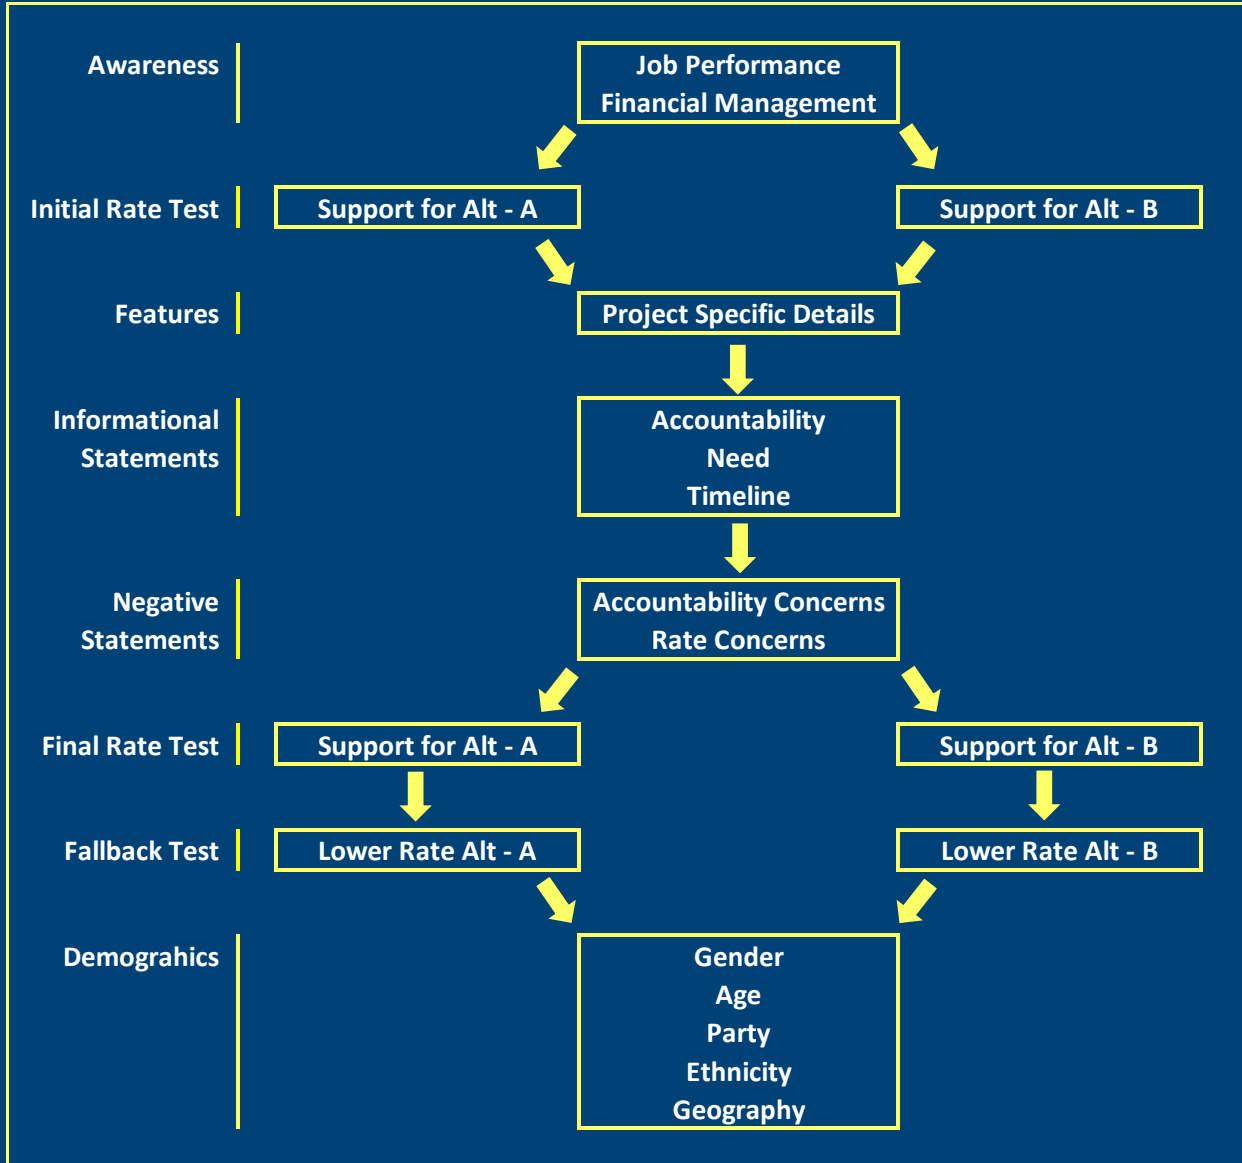 Awareness
Job Performance
Financial Management
Initial Rate Test
Support for Alt - A
Support for Alt - B
Features
Project Specific Details
Informational
Statements
Accountability
Need
Timeline
Negative
Statements
Accountability Concerns
Rate Concerns
Final Rate Test
Support for Alt - A
Support for Alt - B
Fallback Test
Lower Rate Alt - A
Lower Rate Alt - B
Demograhics
Gender
Age
Party
Ethnicity
Geography